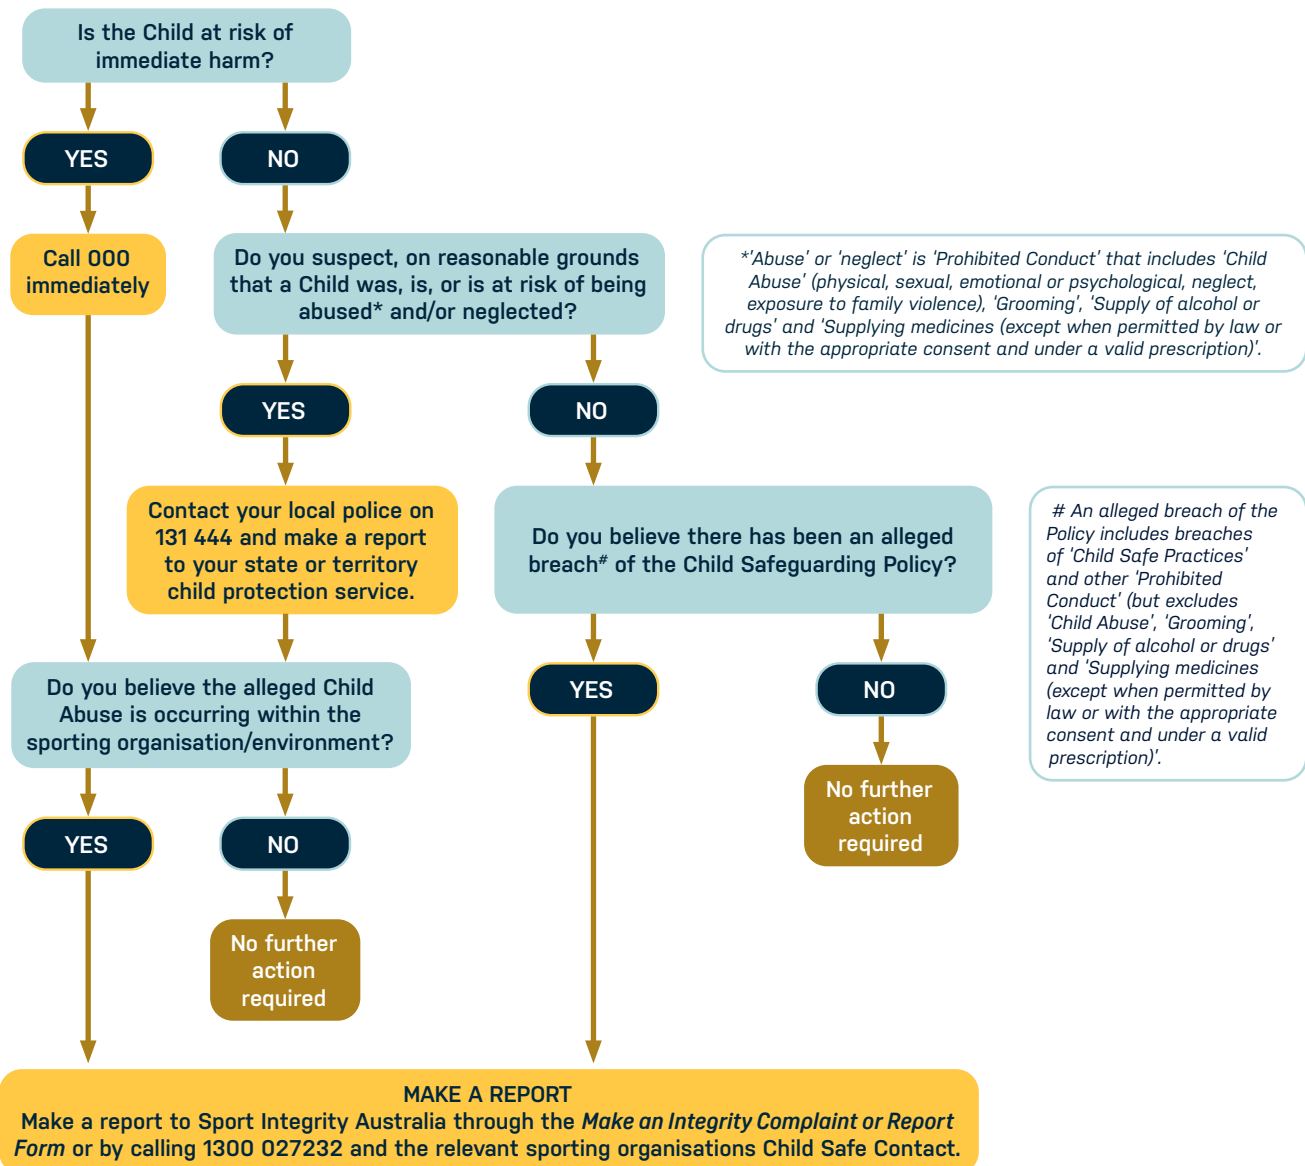 Is the Child at risk of
immediate harm?
YES
NO
Call 000
immediately
Do you suspect, on reasonable grounds
that a Child was, is, or is at risk of being
abused* and/or neglected?
*'Abuse' or 'neglect' is 'Prohibited Conduct' that includes 'Child
Abuse' (physical, sexual, emotional or psychological, neglect,
exposure to family violence), 'Grooming', 'Supply of alcohol or
drugs' and 'Supplying medicines (except when permitted by law or
with the appropriate consent and under a valid prescription)'.
YES
NO
Contact your local police on
131 444 and make a report
to your state or territory
child protection service.
Do you believe there has been an alleged
breach# of the Child Safeguarding Policy?
# An alleged breach of the
Policy includes breaches
of 'Child Safe Practices'
and other 'Prohibited
Conduct' (but excludes
'Child Abuse', 'Grooming',
'Supply of alcohol or drugs'
and 'Supplying medicines
(except when permitted by
law or with the appropriate
consent and under a valid
prescription)'.
Do you believe the alleged Child
Abuse is occurring within the
sporting organisation/environment?
YES
NO
No further
action
required
YES
NO
No further
action
required
MAKE A REPORT
Make a report to Sport Integrity Australia through the Make an Integrity Complaint or Report
Form or by calling 1300 027232 and the relevant sporting organisations Child Safe Contact.